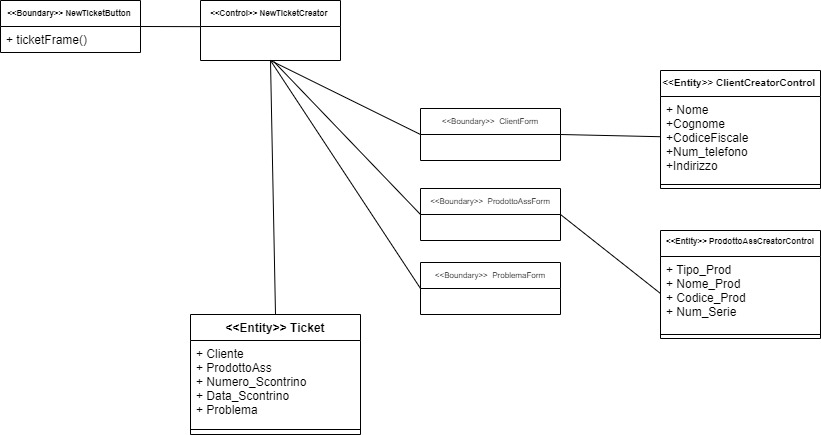 <<Boundary>> NewTicketButton
+ ticketFrame()
<<Control>> NewTicketCreator
<<Boundary>> ClientForm
<<Entity>> ClientCreatorControl
+ Nome
+Cognome
+CodiceFiscale
+Num_telefono
+Indirizzo
<<Boundary>> ProdottoAssForm
<<Entity>> ProdottoAssCreatorControl
+ Tipo_Prod
+ Nome_Prod
+ Codice_Prod
+ Num_Serie
<<Boundary>> ProblemaForm
<<Entity>> Ticket
+ Cliente
+ ProdottoAss
+ Numero_Scontrino
+ Data_Scontrino
+ Problema